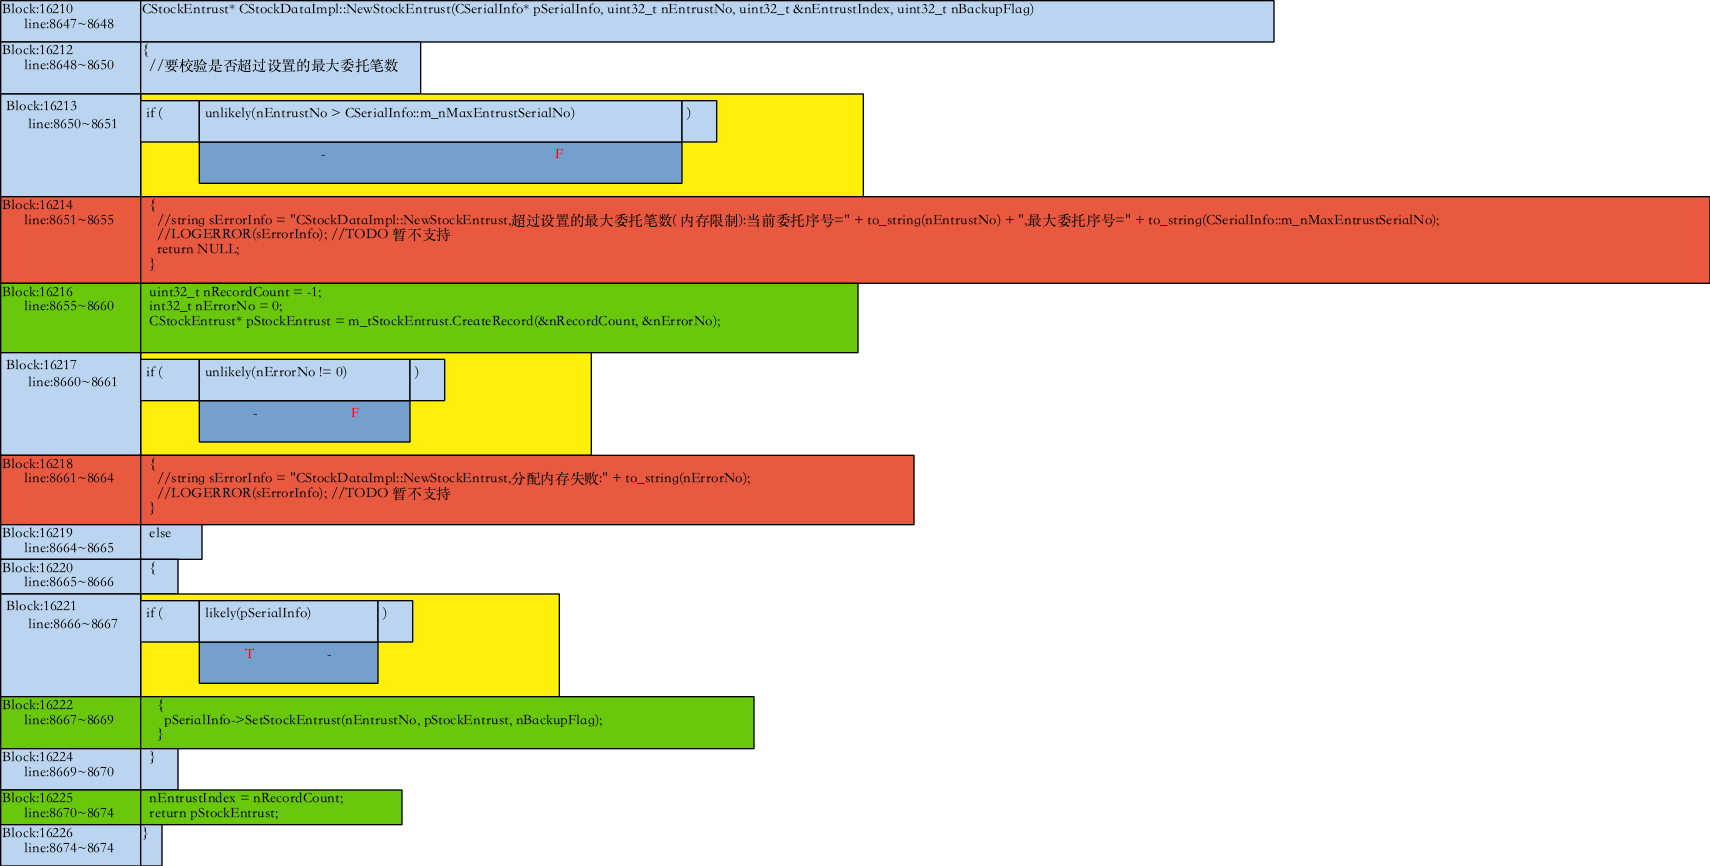 Block:16210
line:8647~8648
CStockEntrust* CStockDataImpl::NewStockEntrust(CSerialInfo* pSerialInfo, uint32_t nEntrustNo, uint32_t &nEntrustIndex, uint32_t nBackupFlag)
Block:16212
line:8648~8650
{
//要校验是否超过设置的最大委托笔数
Block:16213
line:8650~8651
if ( unlikely(nEntrustNo > CSerialInfo::m_nMaxEntrustSerialNo) )
- F
Block:16214
line:8651~8655
{
//string sErrorInfo = "CStockDataImpl::NewStockEntrust,超过设置的最大委托笔数( 内存限制):当前委托序号=" + to_string(nEntrustNo) + ",最大委托序号=" + to_string(CSerialInfo::m_nMaxEntrustSerialNo);
//LOGERROR(sErrorInfo); //TODO 暂不支持
return NULL;
}
Block:16216
line:8655~8660
uint32_t nRecordCount = -1;
int32_t nErrorNo = 0;
CStockEntrust* pStockEntrust = m_tStockEntrust.CreateRecord(&nRecordCount, &nErrorNo);
Block:16217
line:8660~8661
if ( unlikely(nErrorNo != 0) )
- F
Block:16218
line:8661~8664
{
//string sErrorInfo = "CStockDataImpl::NewStockEntrust,分配内存失败:" + to_string(nErrorNo);
//LOGERROR(sErrorInfo); //TODO 暂不支持
}
Block:16219
line:8664~8665
else
Block:16220
line:8665~8666
{
Block:16221
line:8666~8667
if ( likely(pSerialInfo) )
T -
Block:16222
line:8667~8669
{
pSerialInfo->SetStockEntrust(nEntrustNo, pStockEntrust, nBackupFlag);
}
Block:16224
line:8669~8670
}
Block:16225
line:8670~8674
nEntrustIndex = nRecordCount;
return pStockEntrust;
Block:16226
line:8674~8674
}